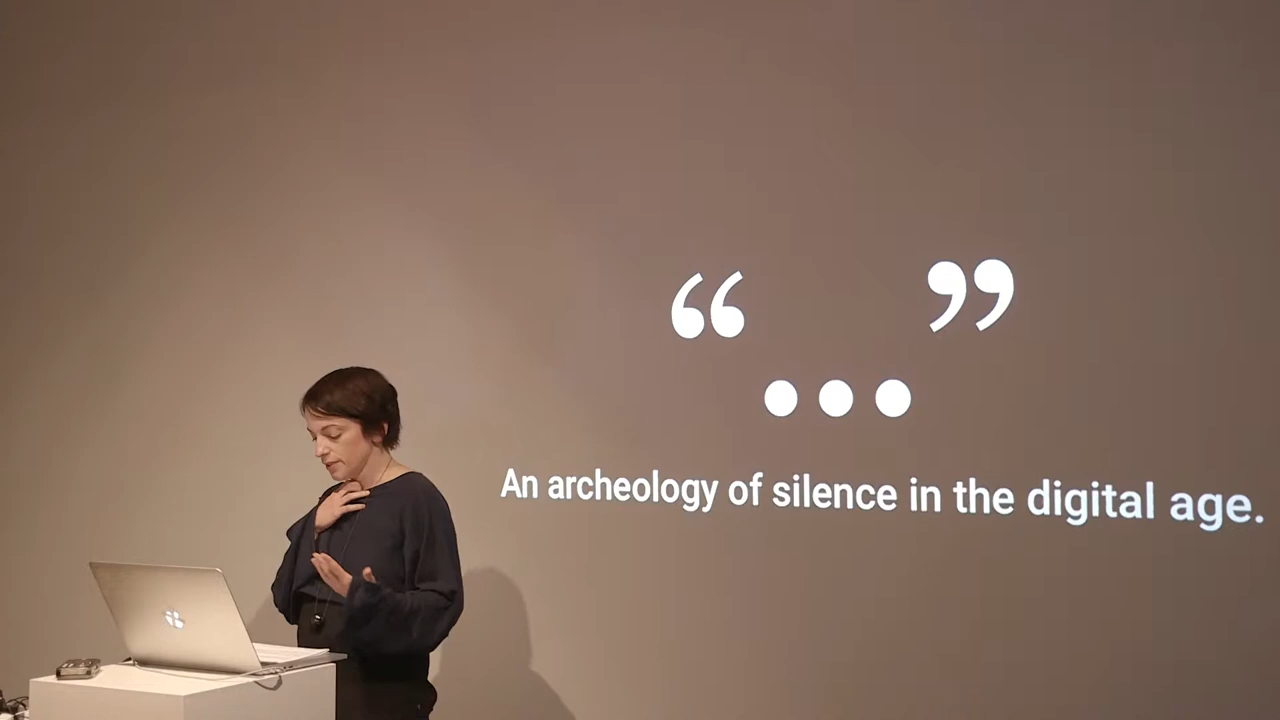 “ ”
...
An archeology of silence in the digital age.